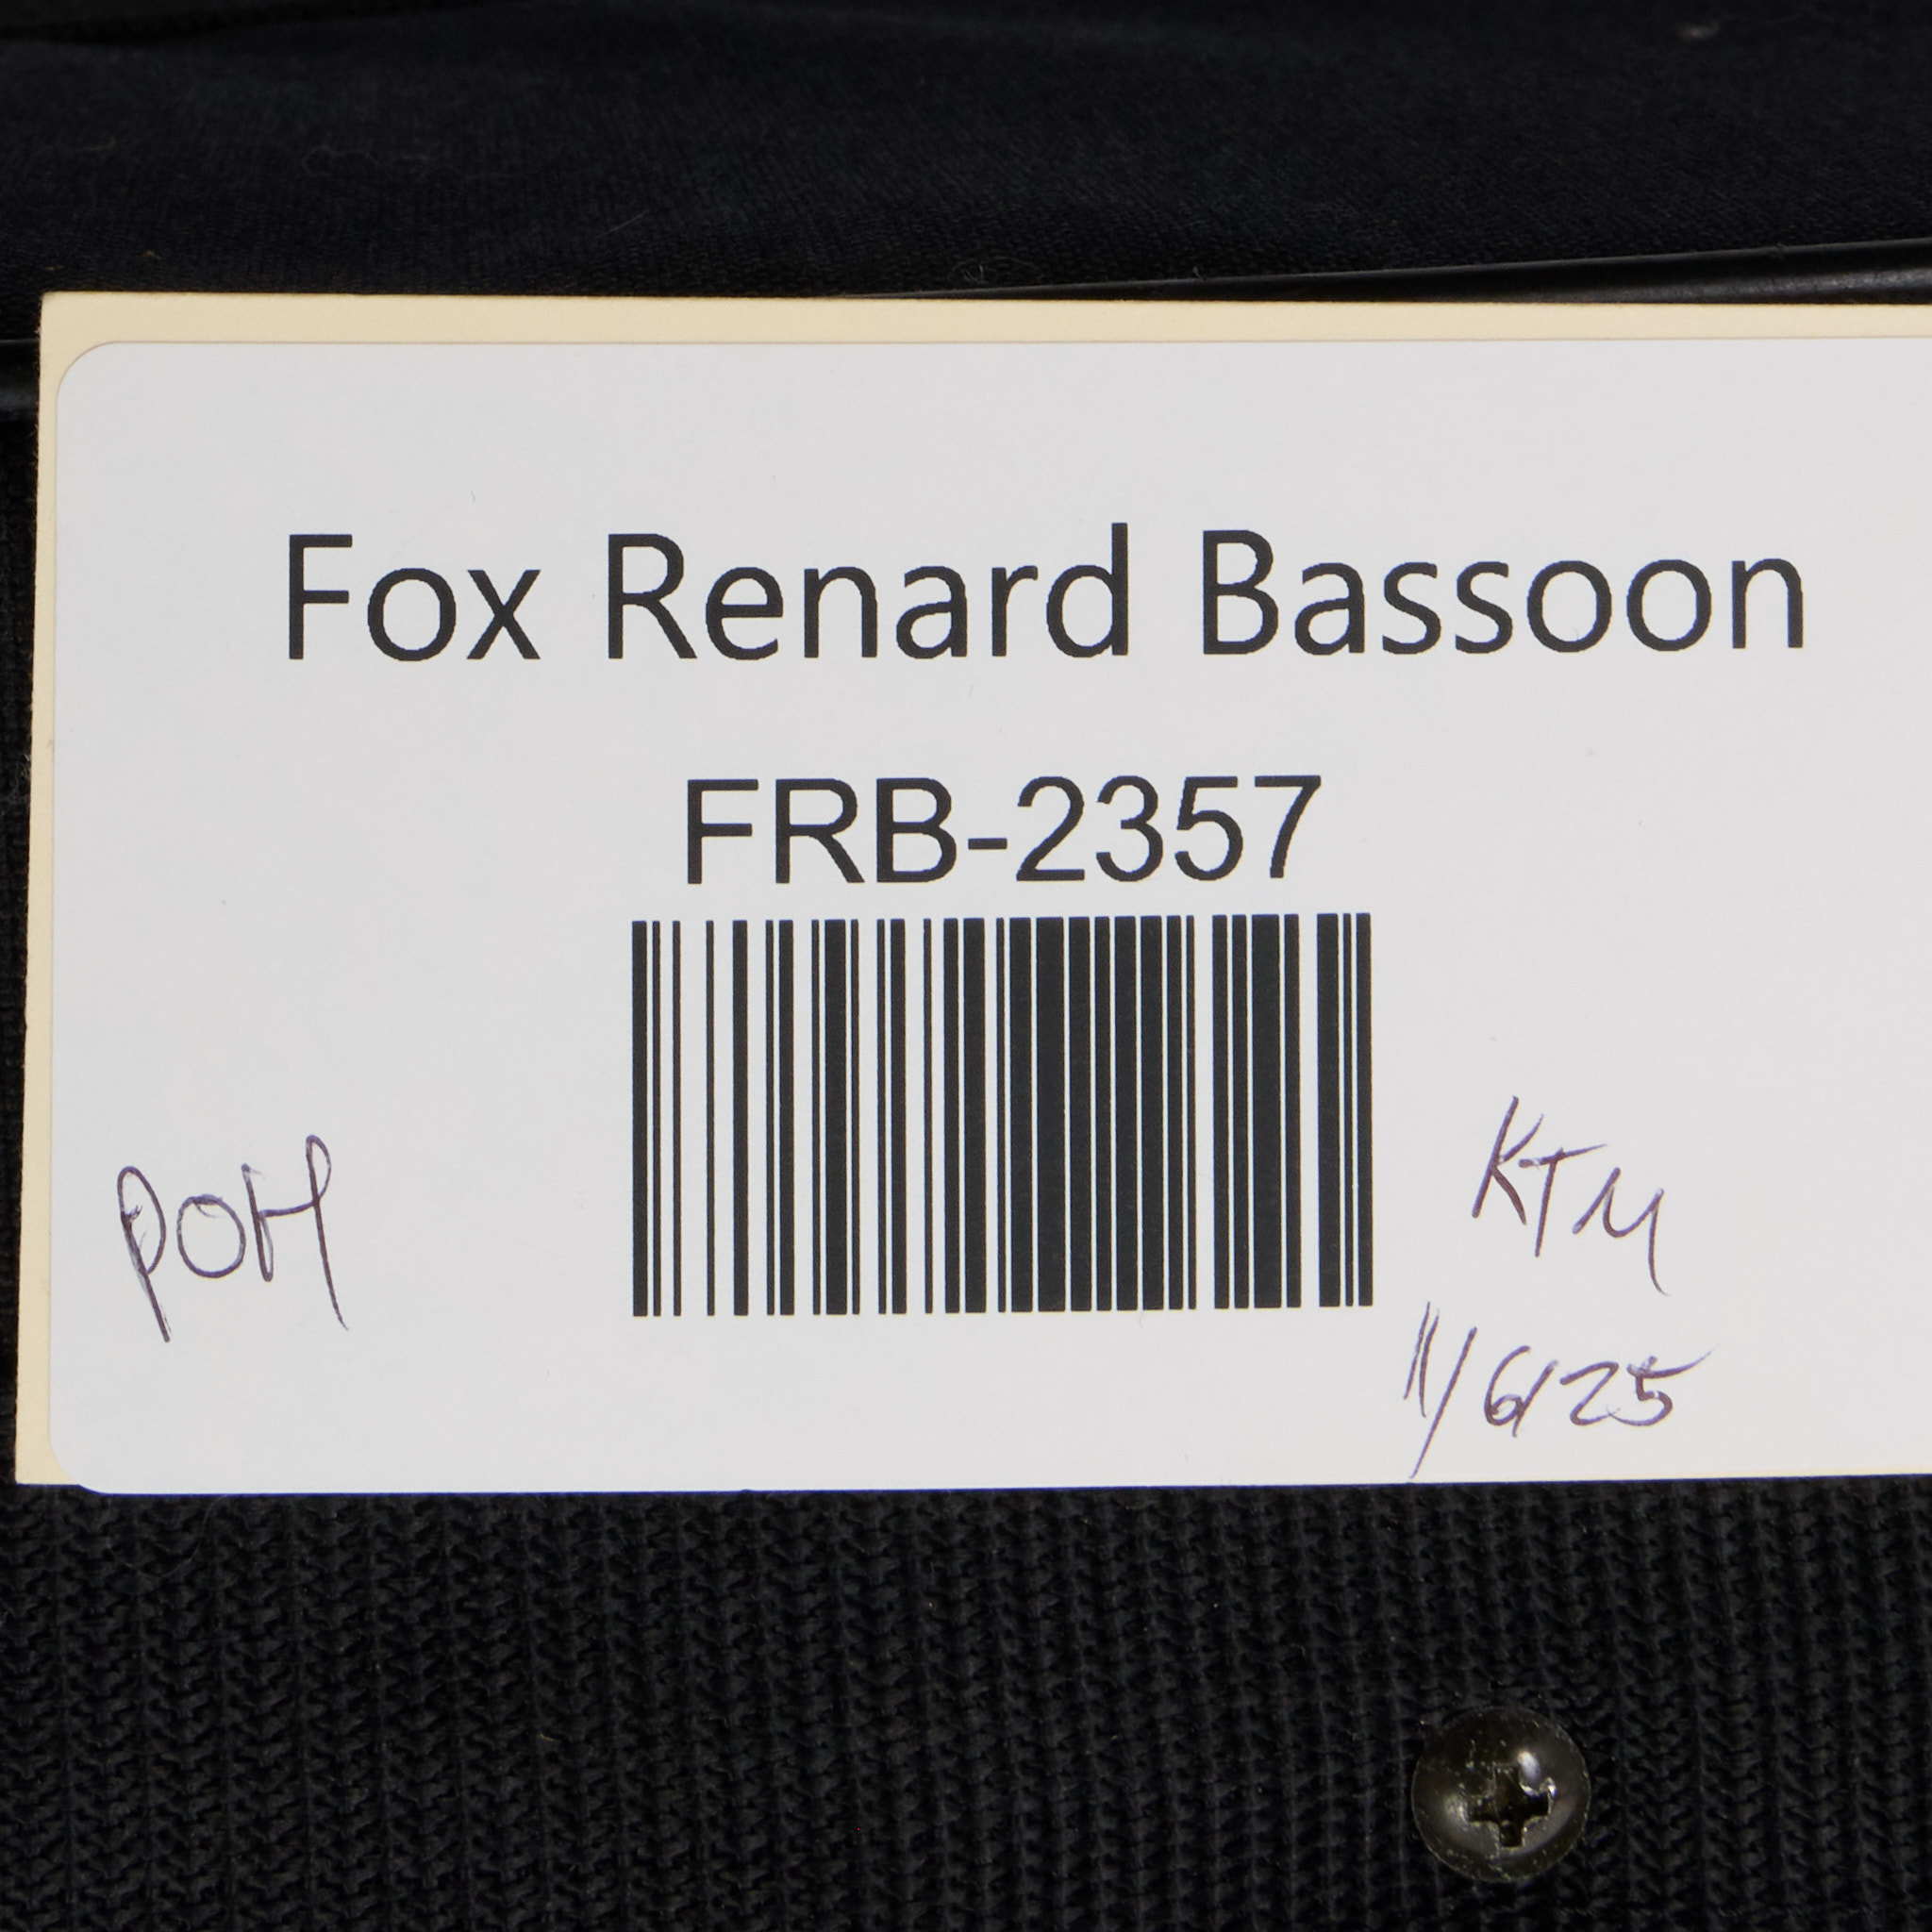 Fox Renard Bassoon
FRB-2357
POH
KTM
11/6/25